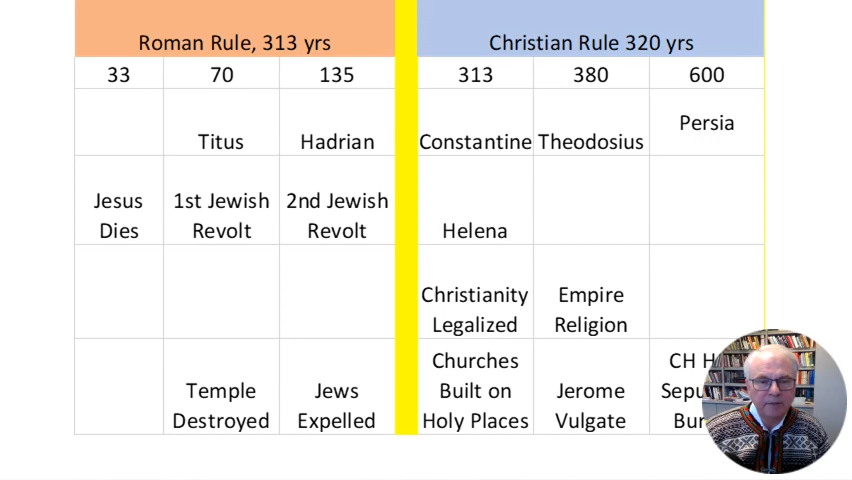 Roman Rule, 313 yrs
Christian Rule 320 yrs
33 70 135 313 380 600
Titus Hadrian Constantine Theodosius Persia
Jesus 1st Jewish 2nd Jewish
Dies Revolt Revolt Helena
Christianity Empire
Legalized Religion
Churches CH
Temple Jews Built on Jerome
Destroyed Expelled Holy Places Vulgate